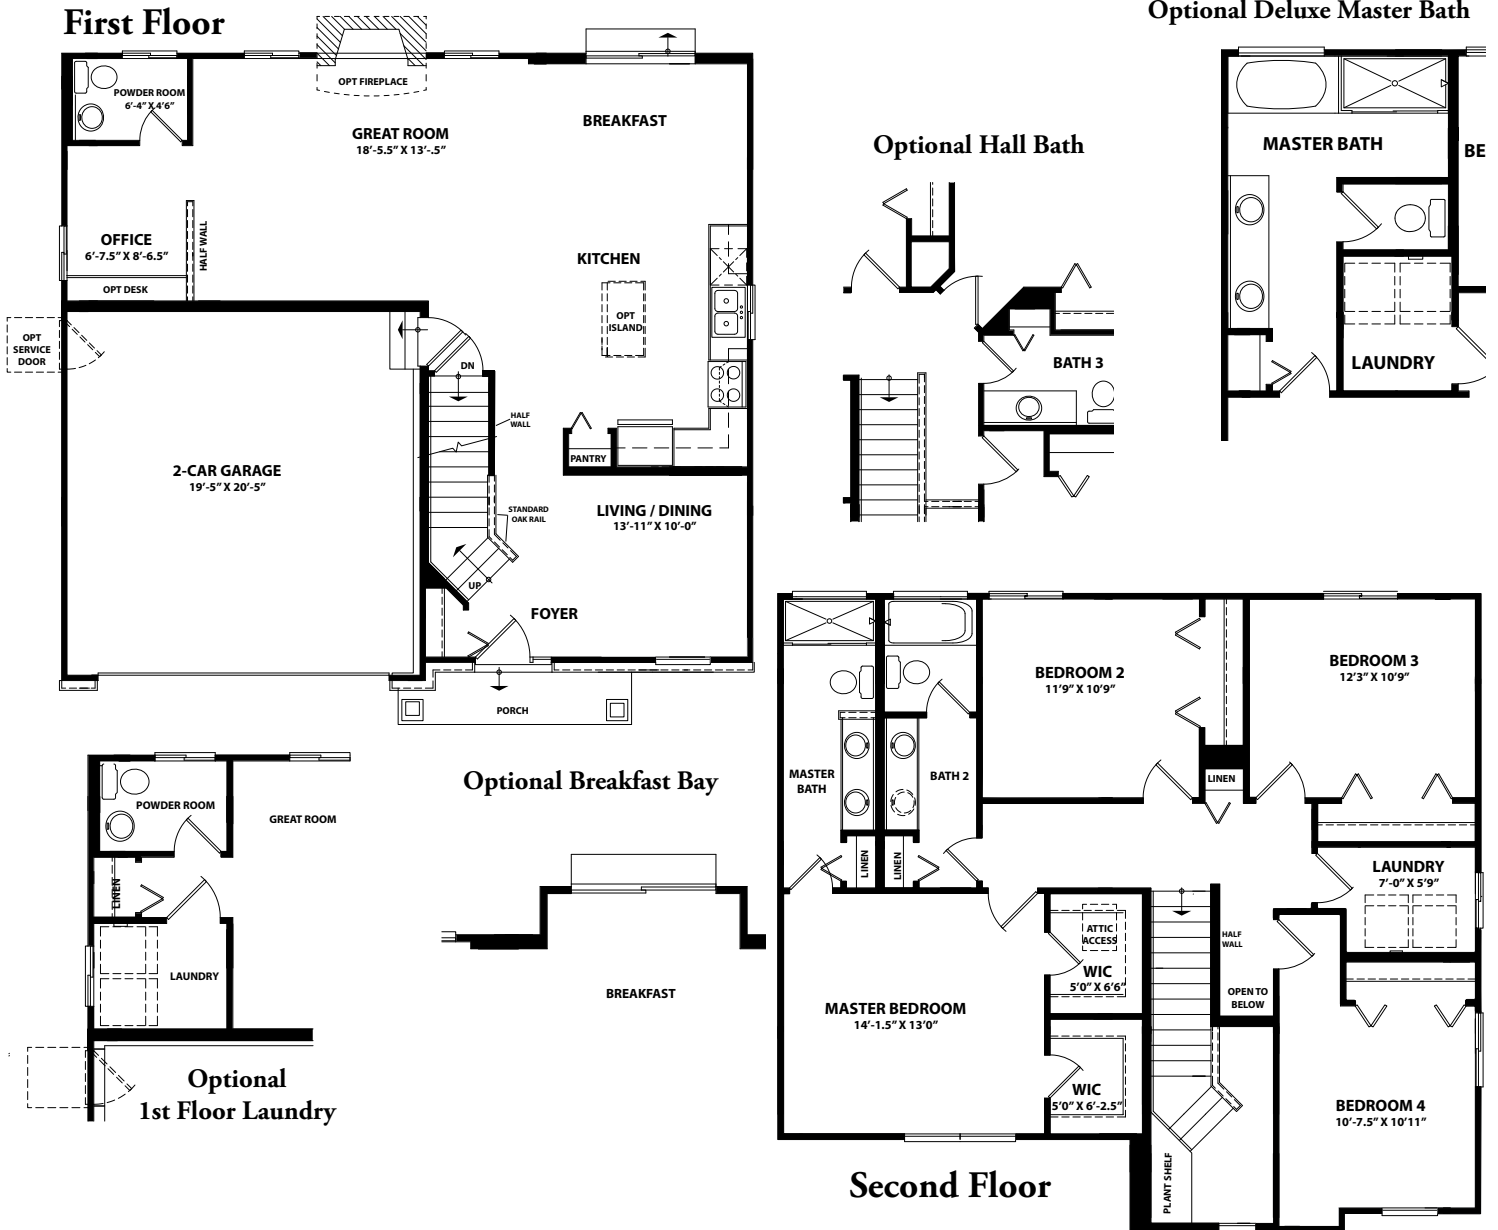 First Floor
OPT FIREPLACE
POWDER ROOM
6'-4" X 4'6"
GREAT ROOM
18'-5.5" X 13'-.5"
BREAKFAST
OFFICE
6'-7.5" X 8'-6.5"
HALF WALL
OPT DESK
KITCHEN
OPT
ISLAND
OPT
SERVICE
DOOR
DN
HALF
WALL
PANTRY
2-CAR GARAGE
19'-5" X 20'-5"
STANDARD
OAK RAIL
LIVING / DINING
13'-11" X 10'-0"
UP
FOYER
PORCH
Optional Hall Bath
BATH 3
Optional Deluxe Master Bath
MASTER BATH
BE
LAUNDRY
POWDER ROOM
GREAT ROOM
LINEN
LAUNDRY
Optional
1st Floor Laundry
Optional Breakfast Bay
BREAKFAST
BEDROOM 2
11'9" X 10'9"
BEDROOM 3
12'3" X 10'9"
MASTER
BATH
BATH 2
LINEN
LINEN
LINEN
LAUNDRY
7'-0" X 5'9"
ATTIC
ACCESS
WIC
5'0" X 6'6"
HALF
WALL
OPEN TO
BELOW
MASTER BEDROOM
14'-1.5" X 13'0"
WIC
5'0" X 6'-2.5"
BEDROOM 4
10'-7.5" X 10'11"
PLANT SHELF
Second Floor